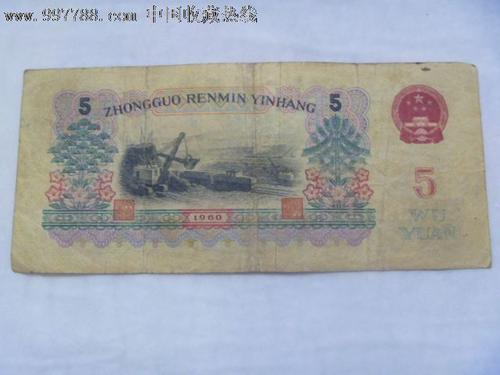 www.997788.com 中国收藏热线
5 ZHONGGUO RENMIN YINHANG 5
5
WU
YUAN
1960